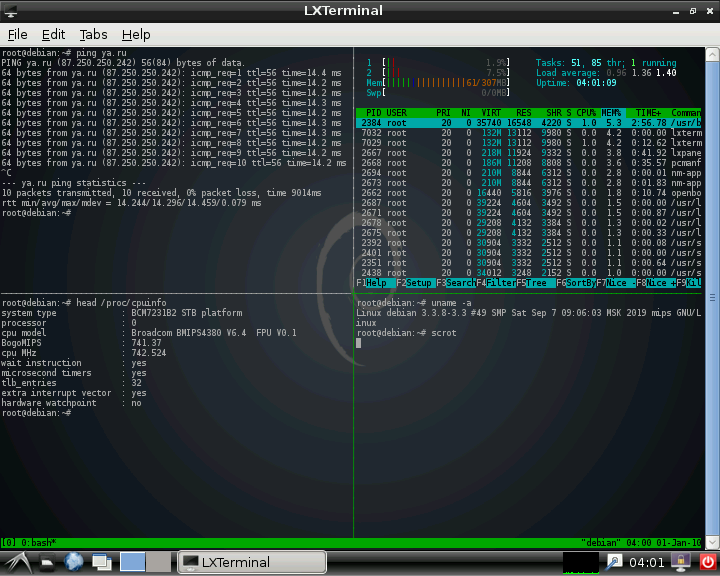 LXTerminal
File Edit Tabs Help
root@debian:~# ping ya.ru
PING ya.ru (87.250.250.242) 56(84) bytes of data.
64 bytes from ya.ru (87.250.250.242): icmp_req=1 ttl=56 time=14.4 ms
64 bytes from ya.ru (87.250.250.242): icmp_req=2 ttl=56 time=14.2 ms
64 bytes from ya.ru (87.250.250.242): icmp_req=3 ttl=56 time=14.2 ms
64 bytes from ya.ru (87.250.250.242): icmp_req=4 ttl=56 time=14.3 ms
64 bytes from ya.ru (87.250.250.242): icmp_req=5 ttl=56 time=14.2 ms
64 bytes from ya.ru (87.250.250.242): icmp_req=6 ttl=56 time=14.3 ms
64 bytes from ya.ru (87.250.250.242): icmp_req=7 ttl=56 time=14.3 ms
64 bytes from ya.ru (87.250.250.242): icmp_req=8 ttl=56 time=14.2 ms
64 bytes from ya.ru (87.250.250.242): icmp_req=9 ttl=56 time=14.2 ms
64 bytes from ya.ru (87.250.250.242): icmp_req=10 ttl=56 time=14.2 ms
^C
--- ya.ru ping statistics ---
10 packets transmitted, 10 received, 0% packet loss, time 9014ms
rtt min/avg/max/mdev = 14.244/14.296/14.459/0.079 ms
root@debian:~#
1 [ 1.9%] Tasks: 51, 85 thr; 1 running
2 [ 7.5%] Load average: 0.96 1.36 1.40
Mem[ 61/307MB] Uptime: 04:01:09
Swp[ 0/0MB]
PID USER PRI NI VIRT RES SHR S CPU% MEM% TIME+ Comman
2384 root 20 0 35740 16548 4220 S 1.0 5.3 2:56.78 /usr/b
7032 root 20 0 132M 13112 9980 S 0.0 4.2 0:00.00 lxterm
7029 root 20 0 132M 13112 9980 S 1.0 4.2 0:12.62 lxterm
2667 root 20 0 218M 11924 9332 S 0.0 3.8 0:41.92 lxpane
2668 root 20 0 186M 11208 8808 S 0.0 3.6 0:35.57 pcmanf
2694 root 20 0 210M 8844 6312 S 0.0 2.8 0:00.01 nm-app
2673 root 20 0 210M 8844 6312 S 0.0 2.8 0:01.83 nm-app
2662 root 20 0 16440 5816 3976 S 0.0 1.8 0:10.74 openbo
2687 root 20 0 39224 4604 3492 S 0.0 1.5 0:00.00 /usr/l
2671 root 20 0 39224 4604 3492 S 0.0 1.5 0:00.87 /usr/l
2678 root 20 0 29208 4132 3384 S 0.0 1.3 0:00.02 /usr/l
2675 root 20 0 29208 4132 3384 S 0.0 1.3 0:00.33 /usr/l
2392 root 20 0 30904 3332 2512 S 0.0 1.1 0:00.08 /usr/s
2401 root 20 0 30904 3332 2512 S 0.0 1.1 0:00.00 /usr/s
2351 root 20 0 30904 3332 2512 S 0.0 1.1 0:00.64 /usr/s
2438 root 20 0 34012 3248 2152 S 0.0 1.0 0:00.00 /usr/s
F1Help F2Setup F3SearchF4FilterF5Tree F6SortByF7Nice -F8Nice +F9Kil
root@debian:~# head /proc/cpuinfo
system type : BCM7231B2 STB platform
processor : 0
cpu model : Broadcom BMIPS4380 V6.4 FPU V0.1
BogoMIPS : 741.37
cpu MHz : 742.524
wait instruction : yes
microsecond timers : yes
tlb_entries : 32
extra interrupt vector : yes
hardware watchpoint : no
root@debian:~#
root@debian:~# uname -a
Linux debian 3.3.8-3.3 #49 SMP Sat Sep 7 09:06:03 MSK 2019 mips GNU/L
inux
root@debian:~# scrot
[0] 0:bash* "debian" 04:00 01-Jan-10
LXTerminal 04:01